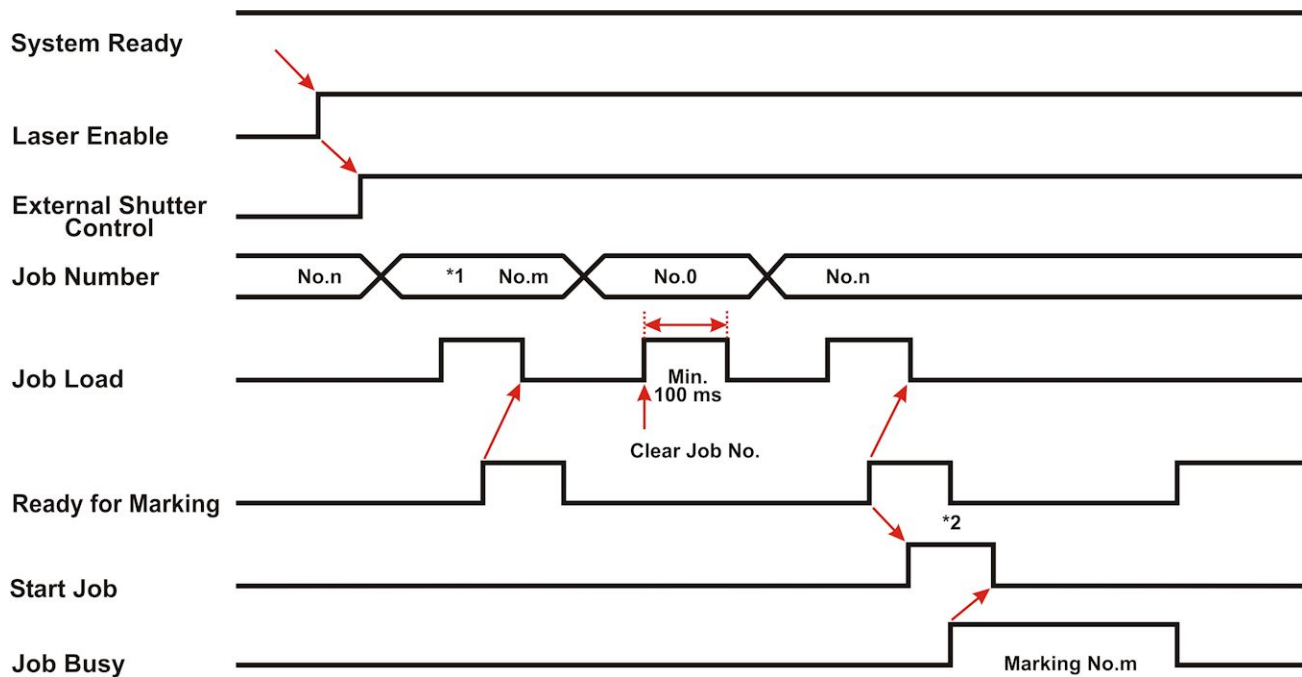 System Ready
Laser Enable
External Shutter
Control
Job Number
No.n
*1
No.m
No.0
No.n
Job Load
Min.
100 ms
Clear Job No.
Ready for Marking
*2
Start Job
Job Busy
Marking No.m